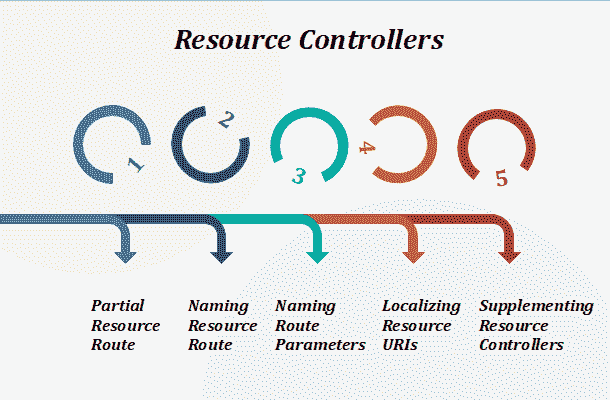 Resource Controllers
1
2
3
4
5
Partial
Resource
Route
Naming
Resource
Route
Naming
Route
Parameters
Localizing
Resource
URIs
Supplementing
Resource
Controllers